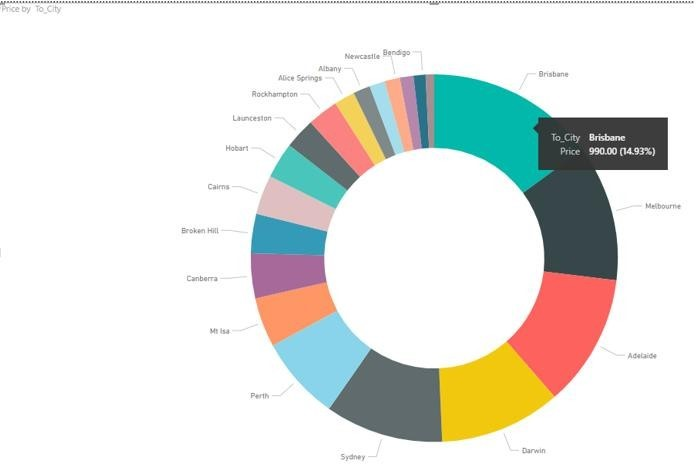 Price by To_City
Bendigo
Newcastle
Albany
Alice Springs
Rockhampton
Launceston
Hobart
Cairns
Broken Hill
Canberra
Mt Isa
Perth
Sydney
Darwin
Adelaide
Melbourne
Brisbane
To_City Brisbane
Price 990.00 (14.93%)